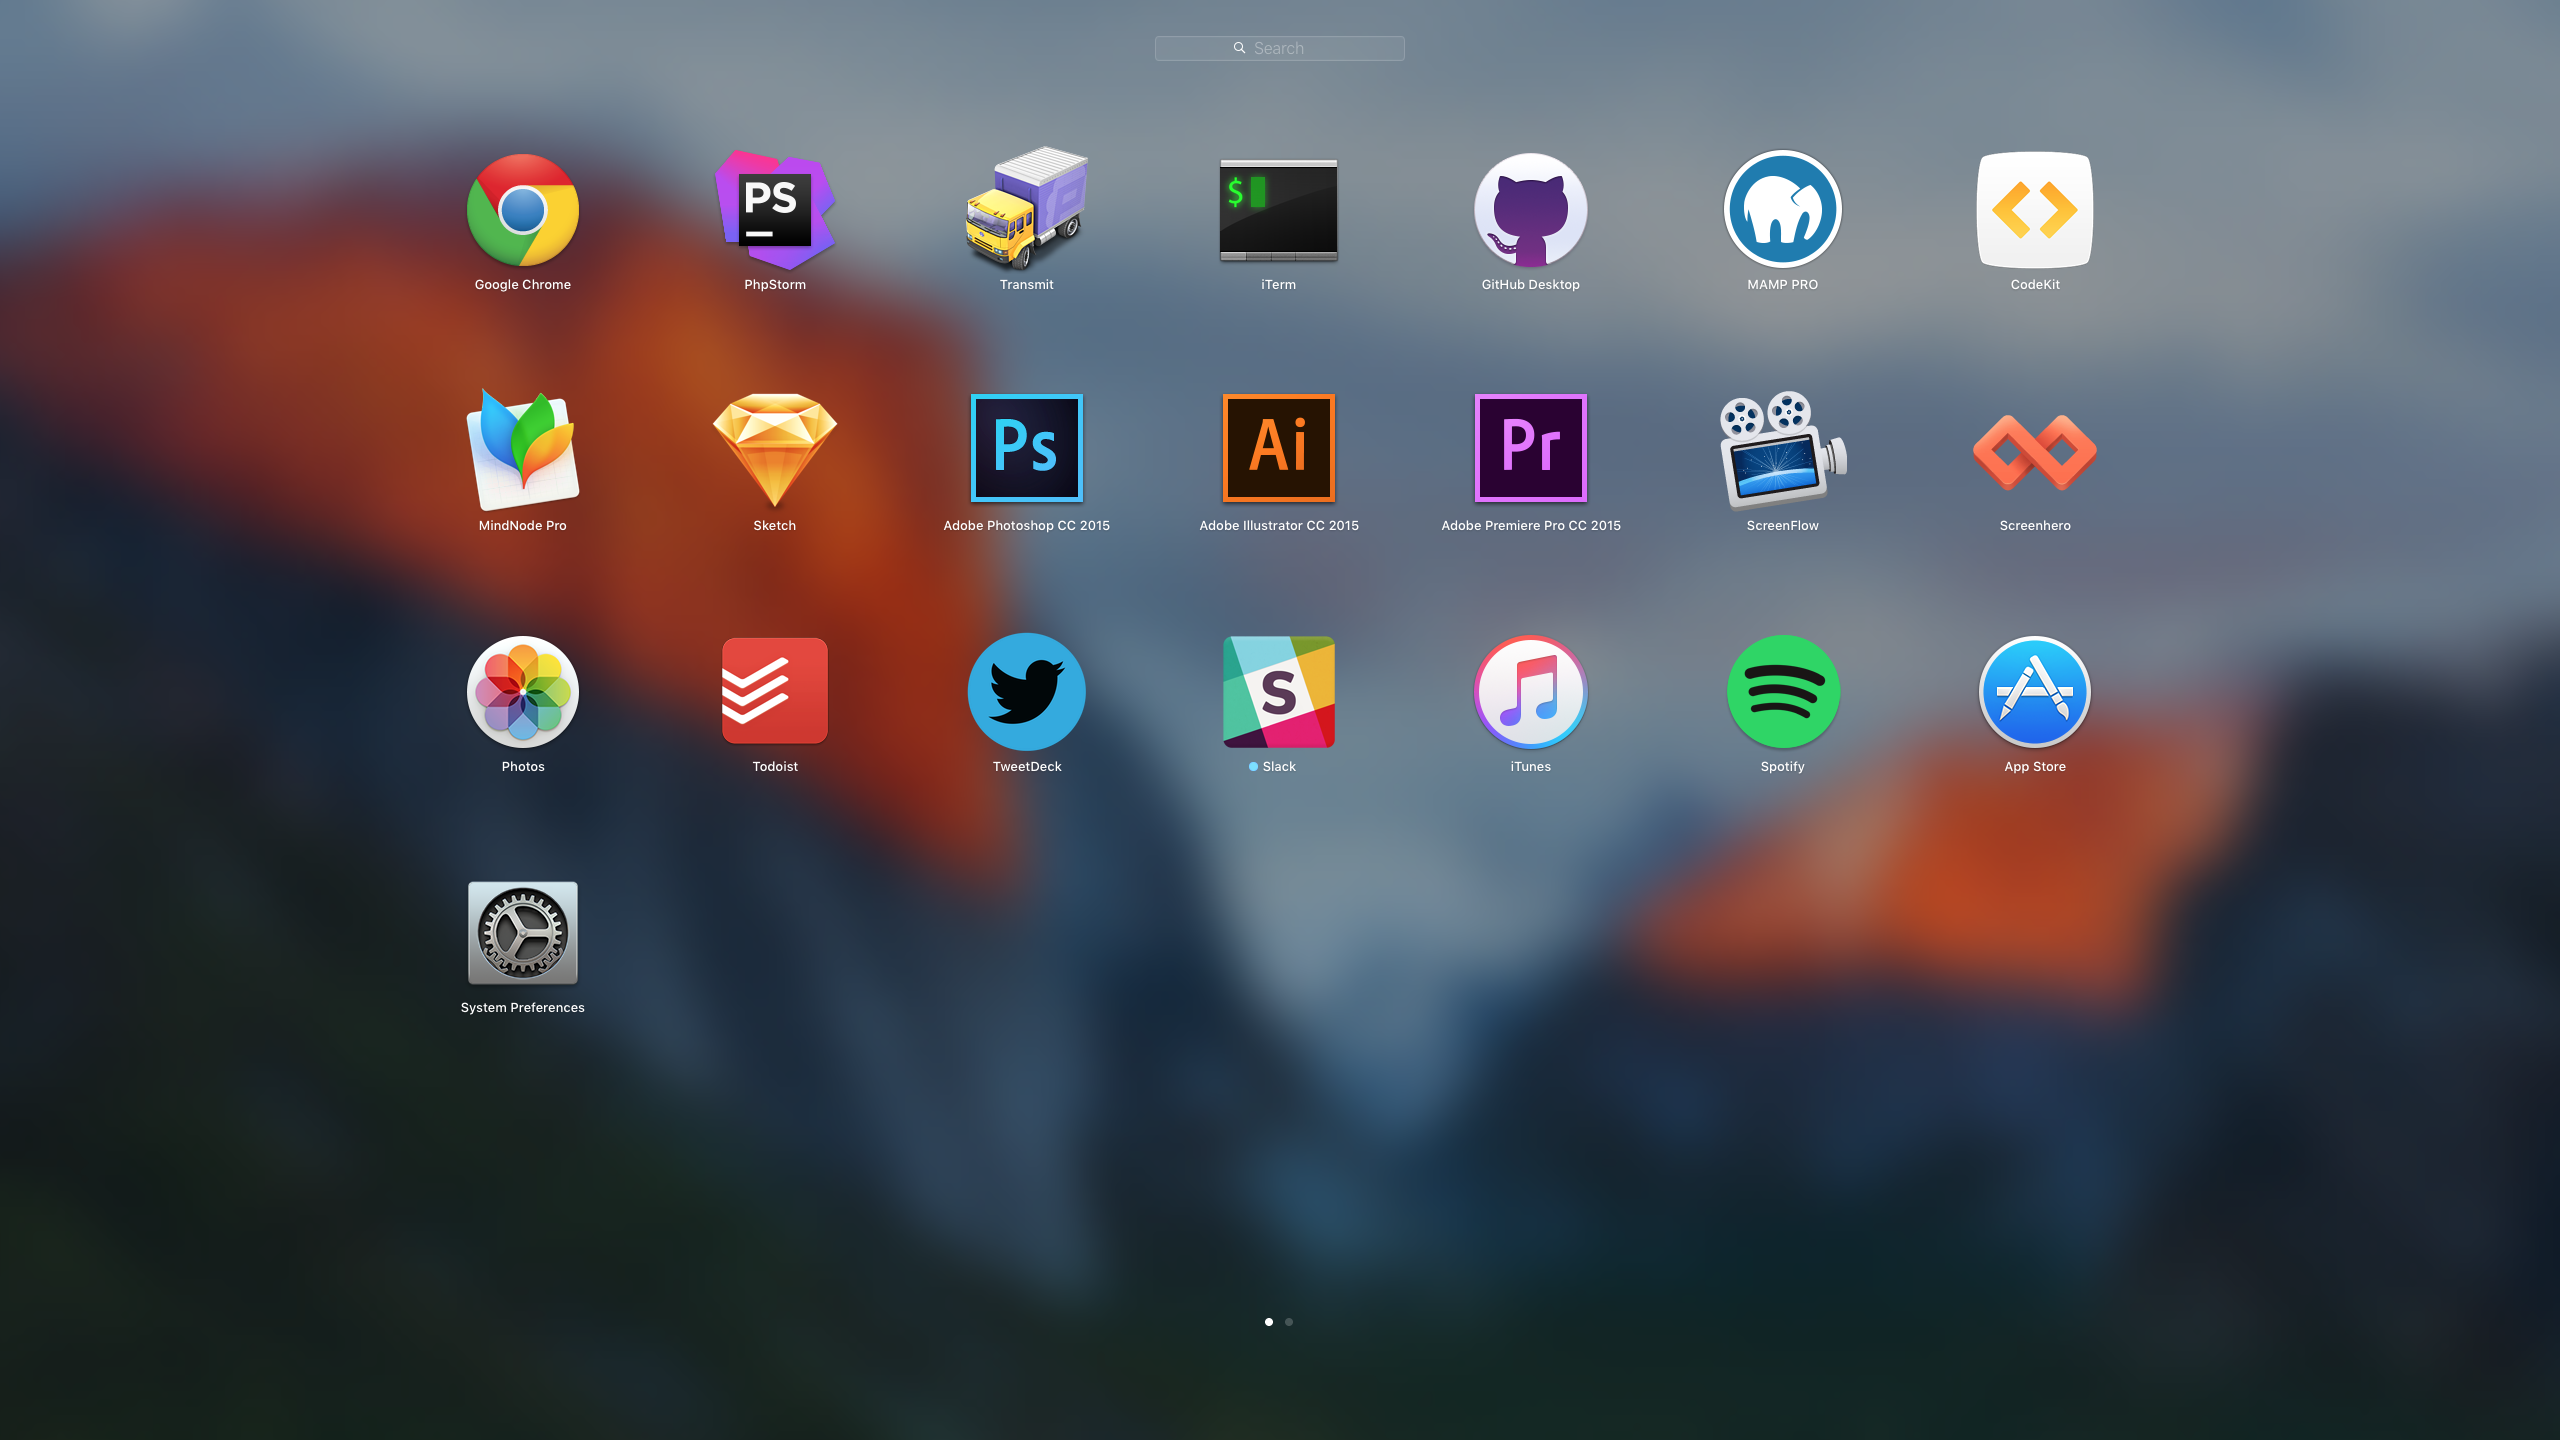 Search
PS
$
Google Chrome
PhpStorm
Transmit
iTerm
GitHub Desktop
MAMP PRO
CodeKit
Ps
Ai
Pr
MindNode Pro
Sketch
Adobe Photoshop CC 2015
Adobe Illustrator CC 2015
Adobe Premiere Pro CC 2015
ScreenFlow
Screenhero
S
Photos
Todoist
TweetDeck
Slack
iTunes
Spotify
App Store
System Preferences